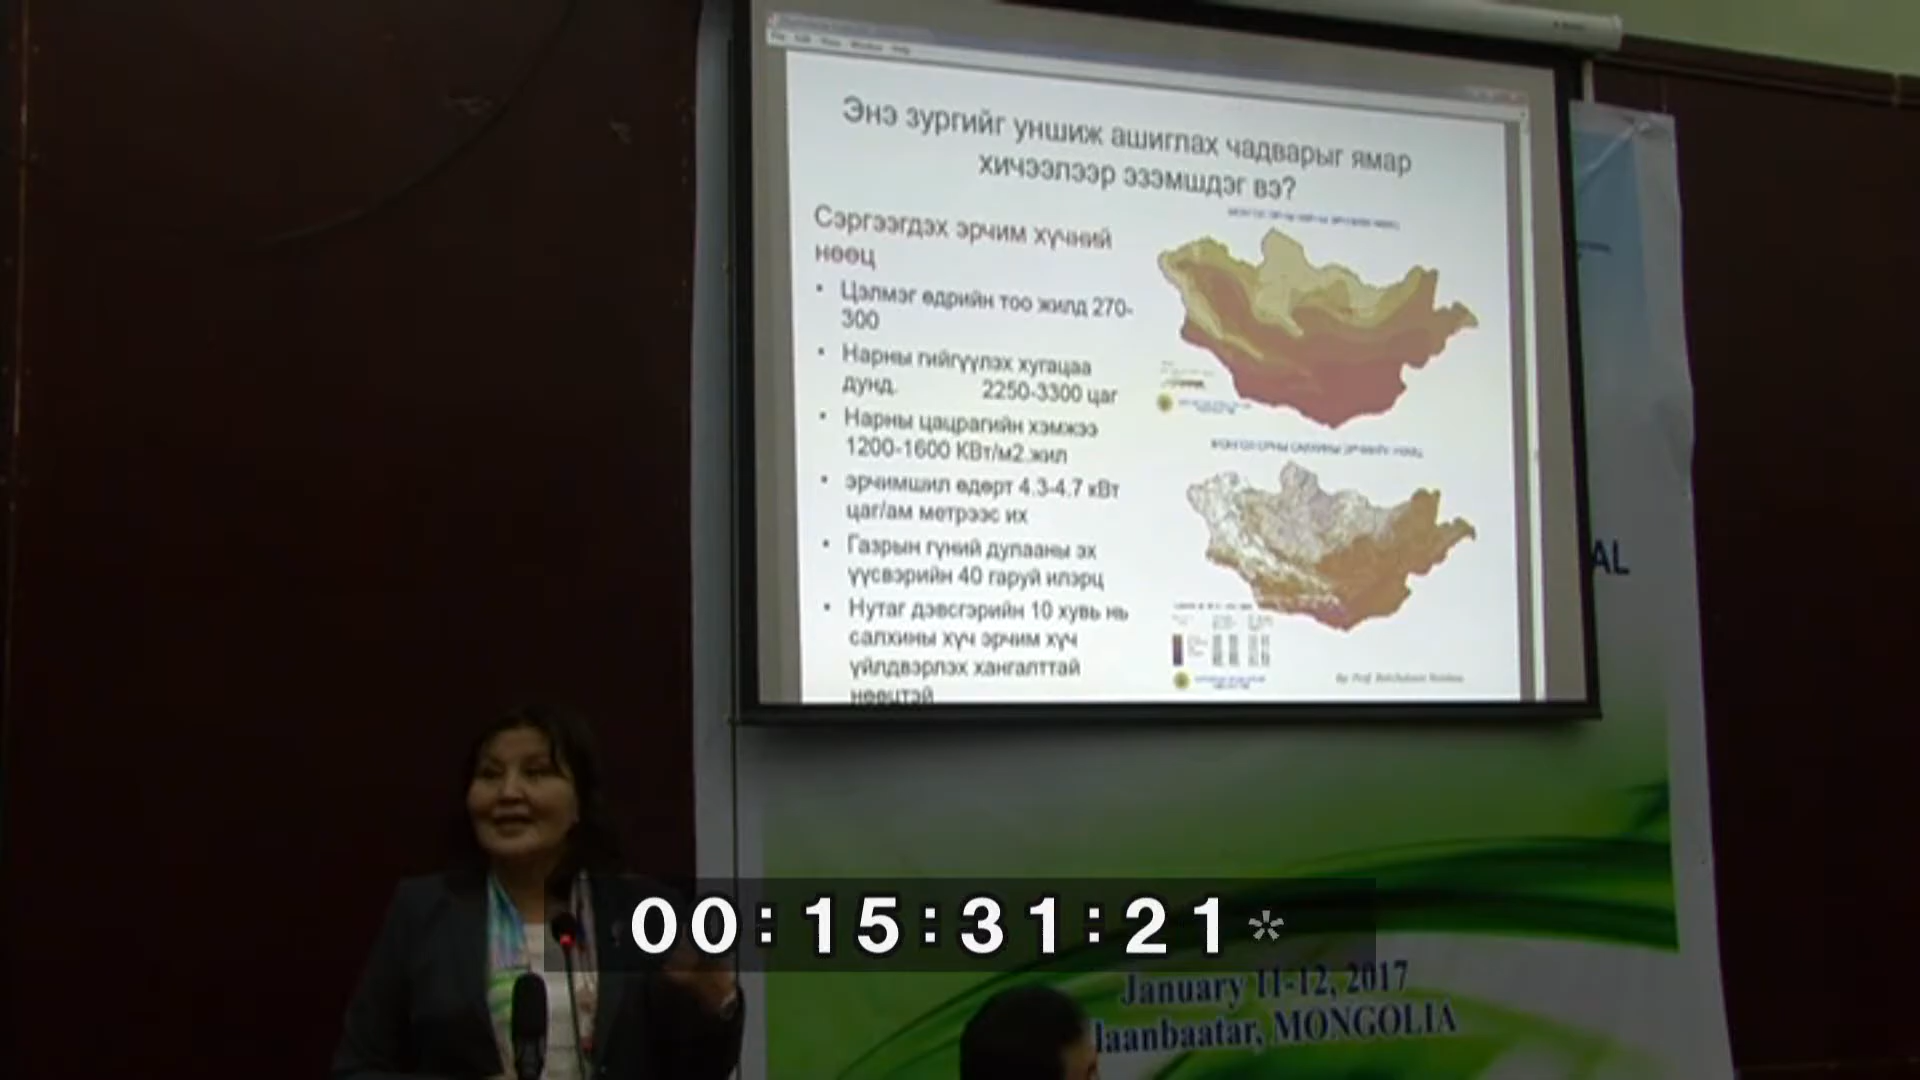 Энэ зургийг уншиж ашиглах чадварыг ямар
хичээлээр эзэмшдэг вэ?
Сэргээгдэх эрчим хүчний
нөөц
• Цэлмэг өдрийн тоо жилд 270-
300
• Нарны гийгүүлэх хугацаа
дунд. 2250-3300 цаг
• Нарны цацрагийн хэмжээ
1200-1600 КВт/м2.жил
• эрчимшил өдөрт 4.3-4.7 кВт
цаг/ам метрээс их
• Газрын гүний дулааны эх
үүсвэрийн 40 гаруй илэрц
• Нутаг дэвсгэрийн 10 хувь нь
салхины хүч эрчим хүч
үйлдвэрлэх хангалттай
нөөцтэй
AL
00:15:31:21*
January 11-12, 2017
laanbaatar, MONGOLIA